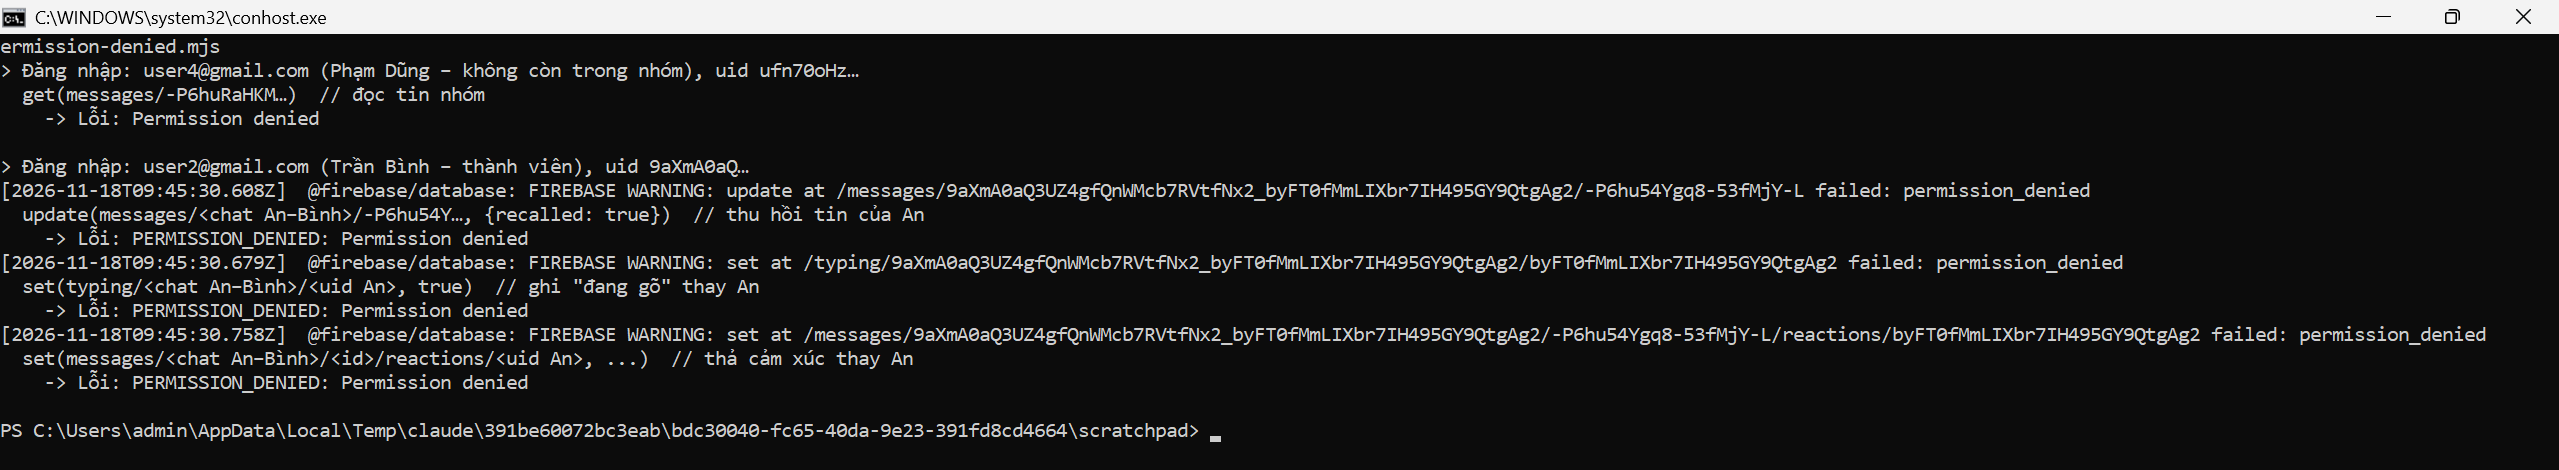 C:\WINDOWS\system32\conhost.exe
ermission-denied.mjs
> Đăng nhập: user4@gmail.com (Phạm Dũng – không còn trong nhóm), uid ufn70oHz…
get(messages/-P6huRaHKM…)  // đọc tin nhóm
-> Lỗi: Permission denied
> Đăng nhập: user2@gmail.com (Trần Bình – thành viên), uid 9aXmA0aQ…
[2026-11-18T09:45:30.608Z]  @firebase/database: FIREBASE WARNING: update at /messages/9aXmA0aQ3UZ4gfQnWMcb7RVtfNx2_byFT0fMmLIXbr7IH495GY9QtgAg2/-P6hu54Ygq8-53fMjY-L failed: permission_denied
update(messages/<chat An–Bình>/-P6hu54Y…, {recalled: true})  // thu hồi tin của An
-> Lỗi: PERMISSION_DENIED: Permission denied
[2026-11-18T09:45:30.679Z]  @firebase/database: FIREBASE WARNING: set at /typing/9aXmA0aQ3UZ4gfQnWMcb7RVtfNx2_byFT0fMmLIXbr7IH495GY9QtgAg2/byFT0fMmLIXbr7IH495GY9QtgAg2 failed: permission_denied
set(typing/<chat An–Bình>/<uid An>, true)  // ghi "đang gõ" thay An
-> Lỗi: PERMISSION_DENIED: Permission denied
[2026-11-18T09:45:30.758Z]  @firebase/database: FIREBASE WARNING: set at /messages/9aXmA0aQ3UZ4gfQnWMcb7RVtfNx2_byFT0fMmLIXbr7IH495GY9QtgAg2/-P6hu54Ygq8-53fMjY-L/reactions/byFT0fMmLIXbr7IH495GY9QtgAg2 failed: permission_denied
set(messages/<chat An–Bình>/<id>/reactions/<uid An>, ...)  // thả cảm xúc thay An
-> Lỗi: PERMISSION_DENIED: Permission denied
PS C:\Users\admin\AppData\Local\Temp\claude\391be60072bc3eab\bdc30040-fc65-40da-9e23-391fd8cd4664\scratchpad>